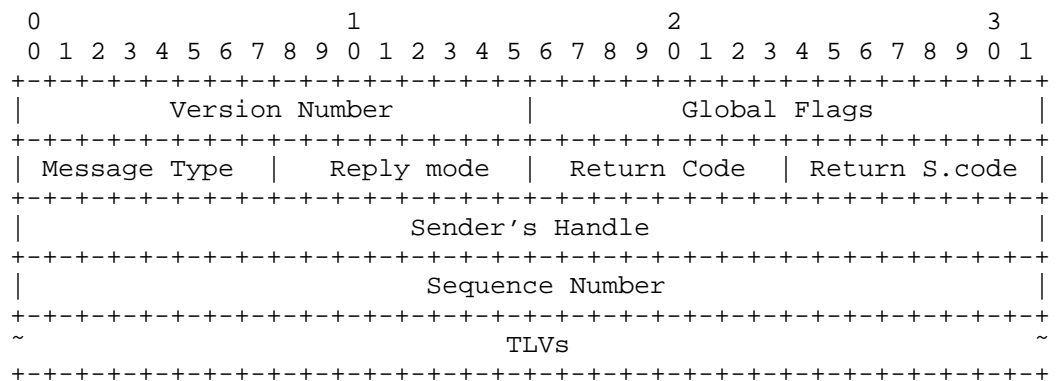 0                   1                   2                   3
 0 1 2 3 4 5 6 7 8 9 0 1 2 3 4 5 6 7 8 9 0 1 2 3 4 5 6 7 8 9 0 1
+-+-+-+-+-+-+-+-+-+-+-+-+-+-+-+-+-+-+-+-+-+-+-+-+-+-+-+-+-+-+-+-+
|         Version Number        |         Global Flags          |
+-+-+-+-+-+-+-+-+-+-+-+-+-+-+-+-+-+-+-+-+-+-+-+-+-+-+-+-+-+-+-+-+
| Message Type  |   Reply mode  |  Return Code  | Return S.code |
+-+-+-+-+-+-+-+-+-+-+-+-+-+-+-+-+-+-+-+-+-+-+-+-+-+-+-+-+-+-+-+-+
|                        Sender's Handle                        |
+-+-+-+-+-+-+-+-+-+-+-+-+-+-+-+-+-+-+-+-+-+-+-+-+-+-+-+-+-+-+-+-+
|                         Sequence Number                       |
+-+-+-+-+-+-+-+-+-+-+-+-+-+-+-+-+-+-+-+-+-+-+-+-+-+-+-+-+-+-+-+-+
~                              TLVs                             ~
+-+-+-+-+-+-+-+-+-+-+-+-+-+-+-+-+-+-+-+-+-+-+-+-+-+-+-+-+-+-+-+-+